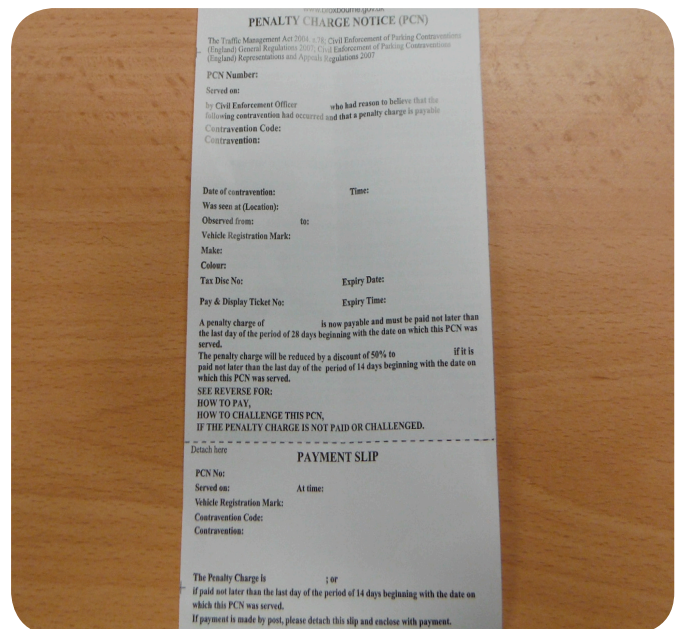 www.broxbourne.gov.uk
PENALTY CHARGE NOTICE (PCN)
The Traffic Management Act 2004, s.78; Civil Enforcement of Parking Contraventions
(England) General Regulations 2007; Civil Enforcement of Parking Contraventions
(England) Representations and Appeals Regulations 2007
PCN Number:
Served on:
by Civil Enforcement Officer who had reason to believe that the
following contravention had occurred and that a penalty charge is payable
Contravention Code:
Contravention:
Date of contravention: Time:
Was seen at (Location):
Observed from: to:
Vehicle Registration Mark:
Make:
Colour:
Tax Disc No: Expiry Date:
Pay & Display Ticket No: Expiry Time:
A penalty charge of is now payable and must be paid not later than
the last day of the period of 28 days beginning with the date on which this PCN was
served.
The penalty charge will be reduced by a discount of 50% to if it is
paid not later than the last day of the period of 14 days beginning with the date on
which this PCN was served.
SEE REVERSE FOR:
HOW TO PAY,
HOW TO CHALLENGE THIS PCN,
IF THE PENALTY CHARGE IS NOT PAID OR CHALLENGED.
Detach here
PAYMENT SLIP
PCN No:
Served on: At time:
Vehicle Registration Mark:
Contravention Code:
Contravention:
The Penalty Charge is ; or
if paid not later than the last day of the period of 14 days beginning with the date on
which this PCN was served.
If payment is made by post, please detach this slip and enclose with payment.